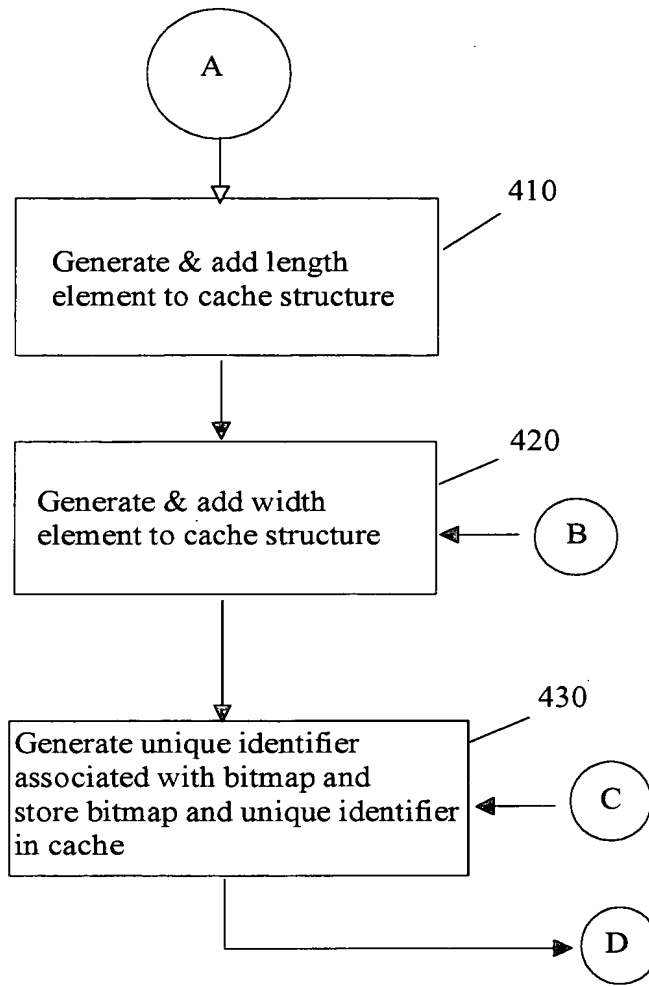 A
410
Generate & add length
element to cache structure
420
Generate & add width
element to cache structure
B
430
Generate unique identifier
associated with bitmap and
store bitmap and unique identifier
in cache
C
D